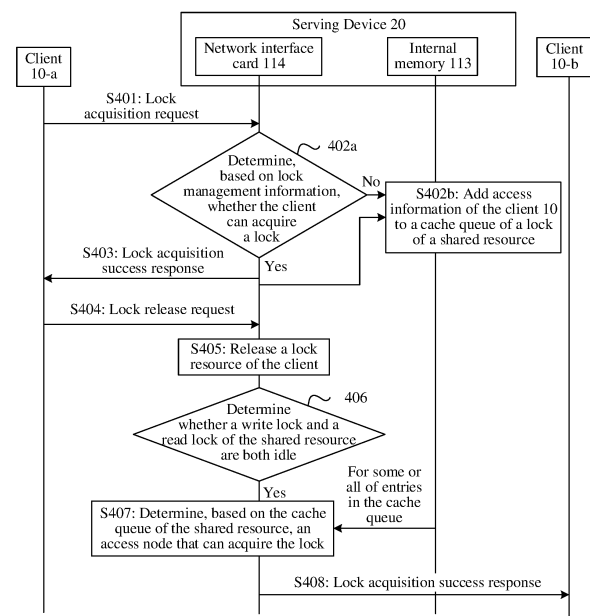 Serving Device 20
Client
10-a
Network interface
card 114
Internal
memory 113
Client
10-b
S401: Lock
acquisition request
402a
Determine,
based on lock
management information,
whether the client
can acquire
a lock
No
S402b: Add access
information of the client 10
to a cache queue of a lock
of a shared resource
S403: Lock acquisition
success response
Yes
S404: Lock release request
S405: Release a lock
resource of the client
406
Determine
whether a write lock and a
read lock of the shared resource
are both idle
Yes
For some or
all of entries
in the cache
queue
S407: Determine, based on the cache
queue of the shared resource, an
access node that can acquire the lock
S408: Lock acquisition success response